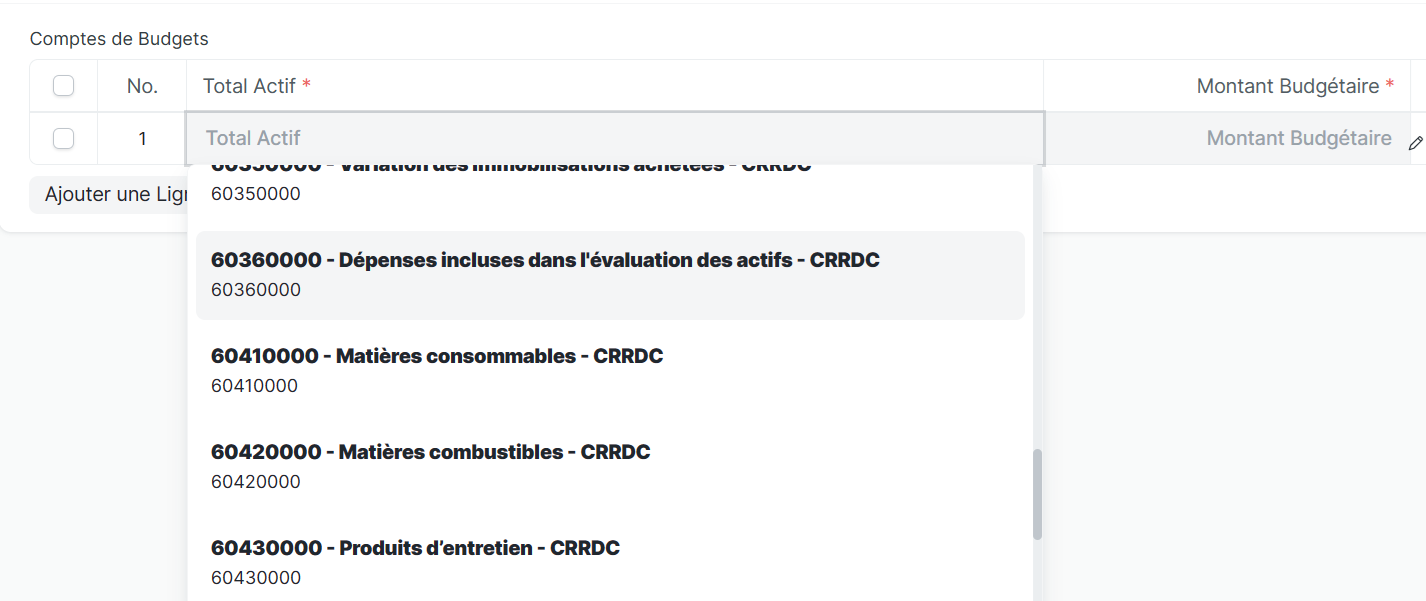 Comptes de Budgets
No. Total Actif * Montant Budgétaire *
1 Total Actif Montant Budgétaire
60350000 - Variation des immobilisations achetées - CRRDC
60350000
Ajouter une Lig
60360000 - Dépenses incluses dans l'évaluation des actifs - CRRDC
60360000
60410000 - Matières consommables - CRRDC
60410000
60420000 - Matières combustibles - CRRDC
60420000
60430000 - Produits d’entretien - CRRDC
60430000